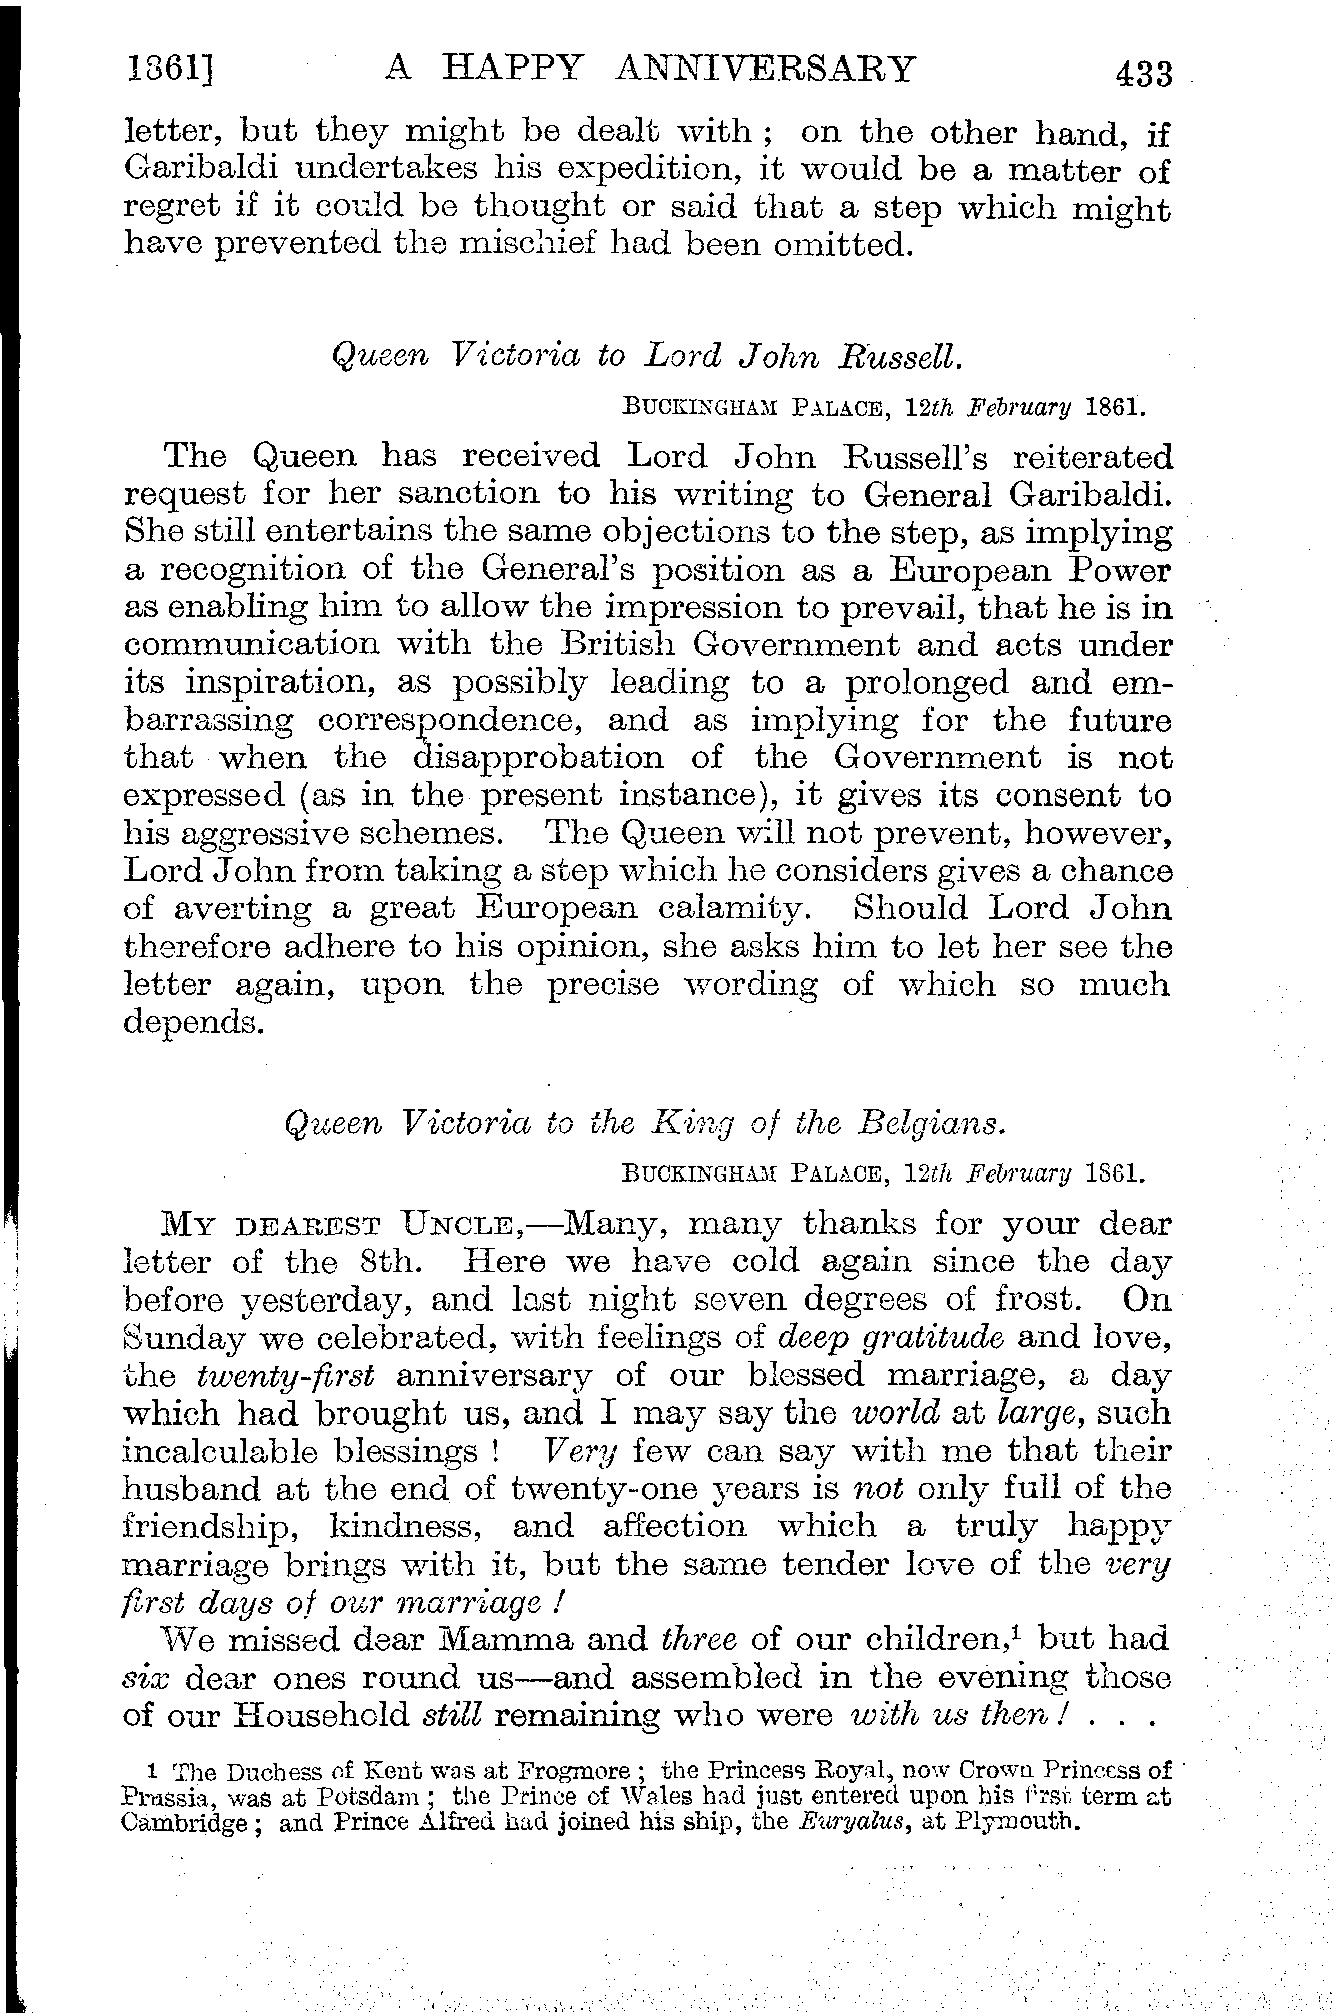 1861] A HAPPY ANNIVERSARY 433
letter, but they might be dealt with ; on the other hand, if
Garibaldi undertakes his expedition, it would be a matter of
regret if it could be thought or said that a step which might
have prevented the mischief had been omitted.
Queen Victoria to Lord John Russell.
BUCKINGHAM PALACE, 12th February 1861.
The Queen has received Lord John Russell's reiterated
request for her sanction to his writing to General Garibaldi.
She still entertains the same objections to the step, as implying
a recognition of the General's position as a European Power
as enabling him to allow the impression to prevail, that he is in
communication with the British Government and acts under
its inspiration, as possibly leading to a prolonged and em-
barrassing correspondence, and as implying for the future
that when the disapprobation of the Government is not
expressed (as in the present instance), it gives its consent to
his aggressive schemes. The Queen will not prevent, however,
Lord John from taking a step which he considers gives a chance
of averting a great European calamity. Should Lord John
therefore adhere to his opinion, she asks him to let her see the
letter again, upon the precise wording of which so much
depends.
Queen Victoria to the King of the Belgians.
BUCKINGHAM PALACE, 12th February 1861.
MY DEAREST UNCLE,—Many, many thanks for your dear
letter of the 8th. Here we have cold again since the day
before yesterday, and last night seven degrees of frost. On
Sunday we celebrated, with feelings of deep gratitude and love,
the twenty-first anniversary of our blessed marriage, a day
which had brought us, and I may say the world at large, such
incalculable blessings ! Very few can say with me that their
husband at the end of twenty-one years is not only full of the
friendship, kindness, and affection which a truly happy
marriage brings with it, but the same tender love of the very
first days of our marriage !
We missed dear Mamma and three of our children,¹ but had
six dear ones round us—and assembled in the evening those
of our Household still remaining who were with us then ! . . .
1 The Duchess of Kent was at Frogmore ; the Princess Royal, now Crown Princess of
Prussia, was at Potsdam ; the Prince of Wales had just entered upon his first term at
Cambridge ; and Prince Alfred had joined his ship, the Euryalus, at Plymouth.